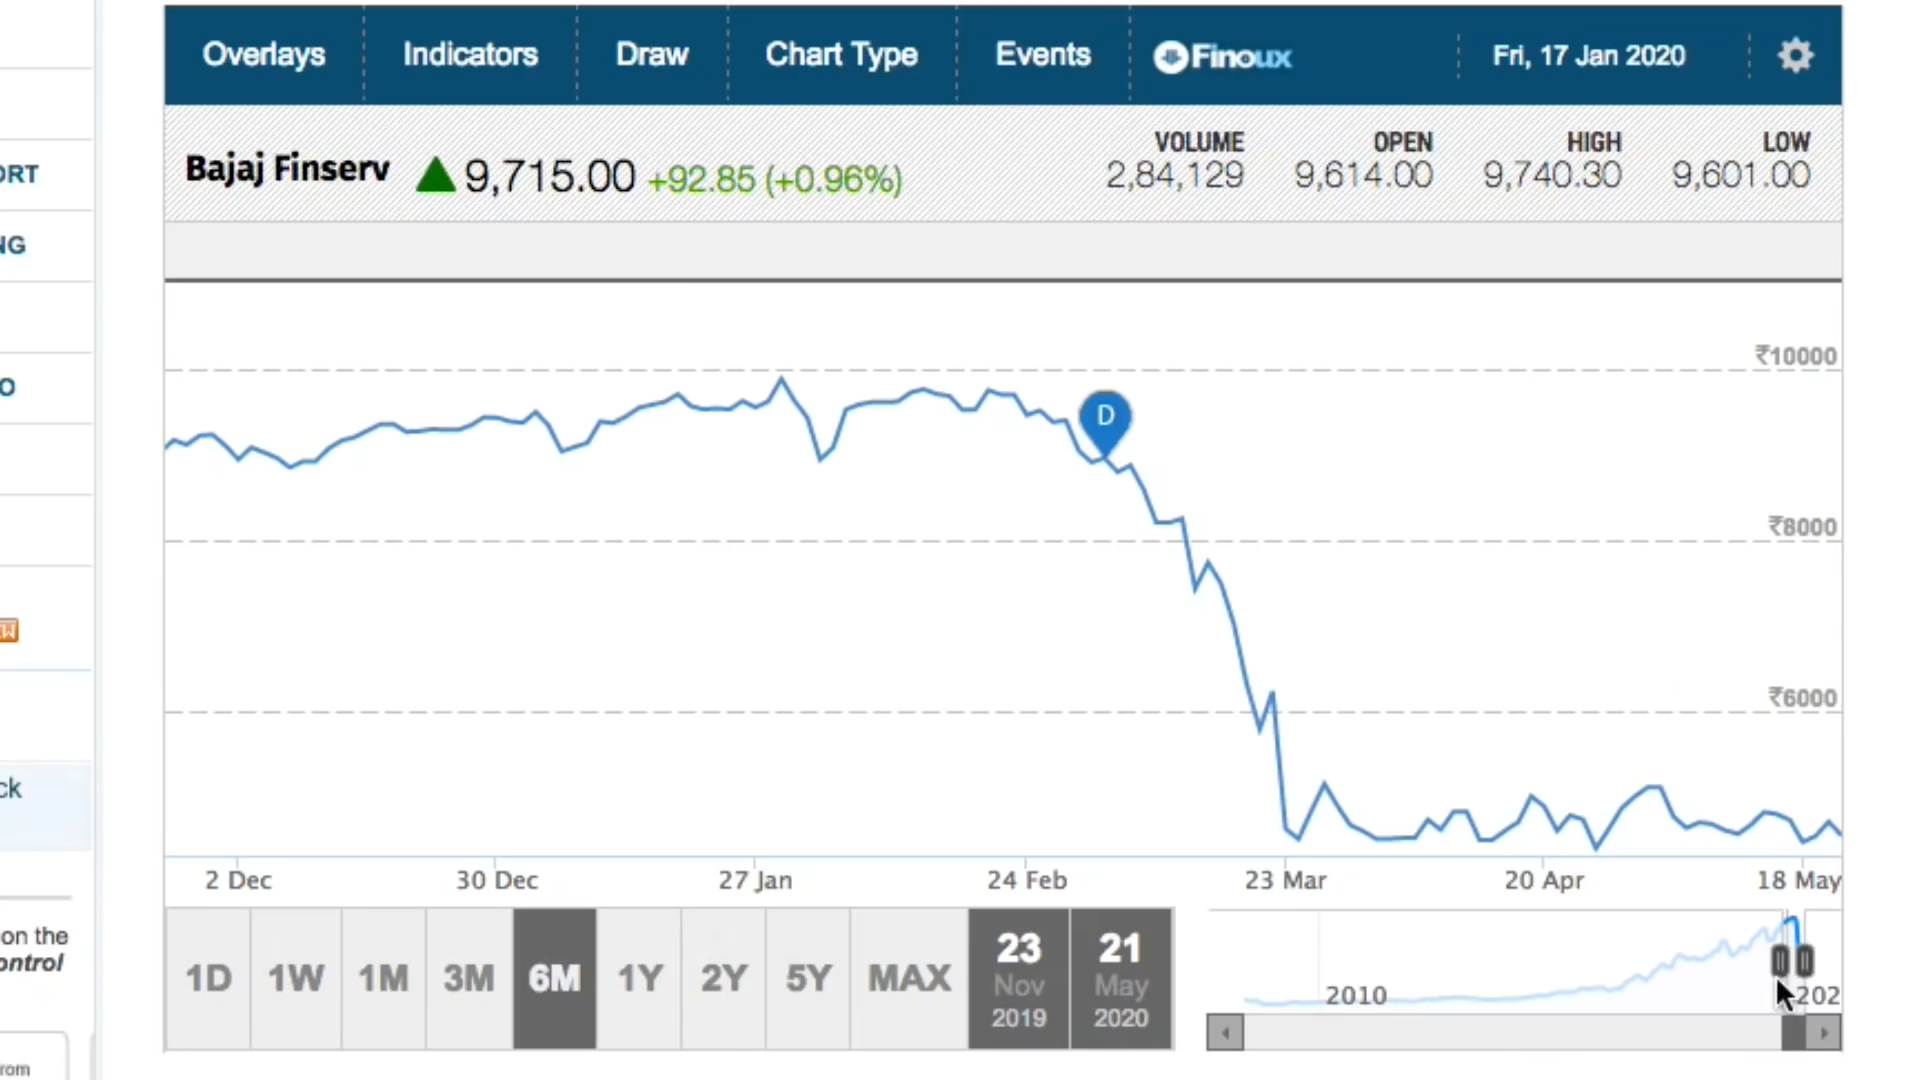 Overlays Indicators Draw Chart Type Events Finoux Fri, 17 Jan 2020
VOLUME OPEN HIGH LOW
Bajaj Finserv ▲ 9,715.00 +92.85 (+0.96%) 2,84,129 9,614.00 9,740.30 9,601.00
ORT
NG
O
EW
ck
on the
ontrol
rom
₹10000
D
₹8000
₹6000
2 Dec 30 Dec 27 Jan 24 Feb 23 Mar 20 Apr 18 May
1D 1W 1M 3M 6M 1Y 2Y 5Y MAX
23
Nov
2019
21
May
2020
2010 202